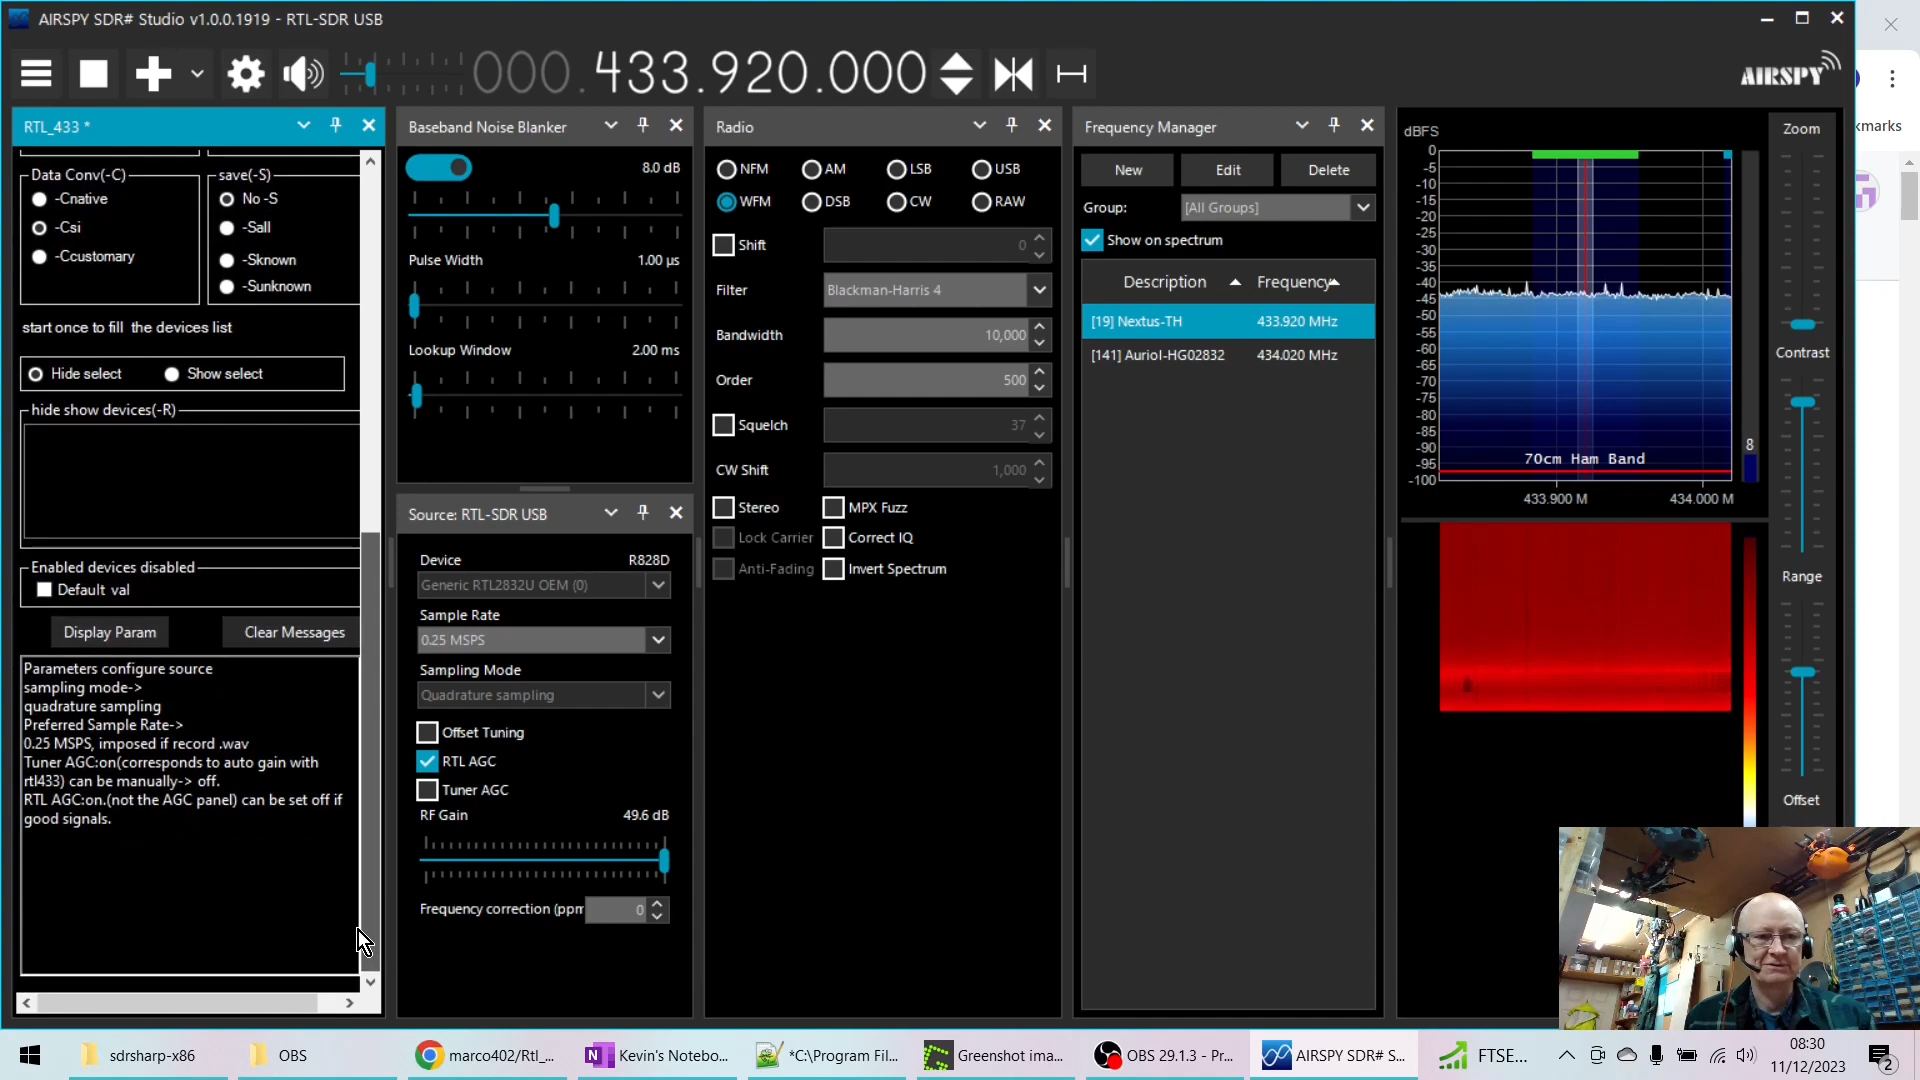 AIRSPY SDR# Studio v1.0.0.1919 - RTL-SDR USB
000.433.920.000
AIRSPY
RTL_433 *
Data Conv(-C)
-Cnative
-Csi
-Ccustomary
save(-S)
No -S
-Sall
-Sknown
-Sunknown
start once to fill the devices list
Hide select
Show select
hide show devices(-R)
Enabled devices disabled
Default val
Display Param
Clear Messages
Parameters configure source
sampling mode->
quadrature sampling
Preferred Sample Rate->
0.25 MSPS, imposed if record .wav
Tuner AGC:on(corresponds to auto gain with
rtl433) can be manually-> off.
RTL AGC:on.(not the AGC panel) can be set off if
good signals.
Baseband Noise Blanker
8.0 dB
Pulse Width 1.00 µs
Lookup Window 2.00 ms
Source: RTL-SDR USB
Device R828D
Generic RTL2832U OEM (0)
Sample Rate
0.25 MSPS
Sampling Mode
Quadrature sampling
Offset Tuning
RTL AGC
Tuner AGC
RF Gain 49.6 dB
Frequency correction (ppm 0
Radio
NFM AM LSB USB
WFM DSB CW RAW
Shift 0
Filter Blackman-Harris 4
Bandwidth 10,000
Order 500
Squelch 37
CW Shift 1,000
Stereo MPX Fuzz
Lock Carrier Correct IQ
Anti-Fading Invert Spectrum
Frequency Manager
New Edit Delete
Group: [All Groups]
Show on spectrum
Description Frequency
[19] Nextus-TH 433.920 MHz
[141] Auriol-HG02832 434.020 MHz
dBFS
0
-5
-10
-15
-20
-25
-30
-35
-40
-45
-50
-55
-60
-65
-70
-75
-80
-85
-90
-95
-100
70cm Ham Band
433.900 M 434.000 M
8
Zoom
Contrast
Range
Offset
kmarks
sdrsharp-x86
OBS
marco402/Rtl_...
Kevin's Notebo...
*C:\Program Fil...
Greenshot ima...
OBS 29.1.3 - Pr...
AIRSPY SDR# S...
FTSE...
08:30
11/12/2023
2